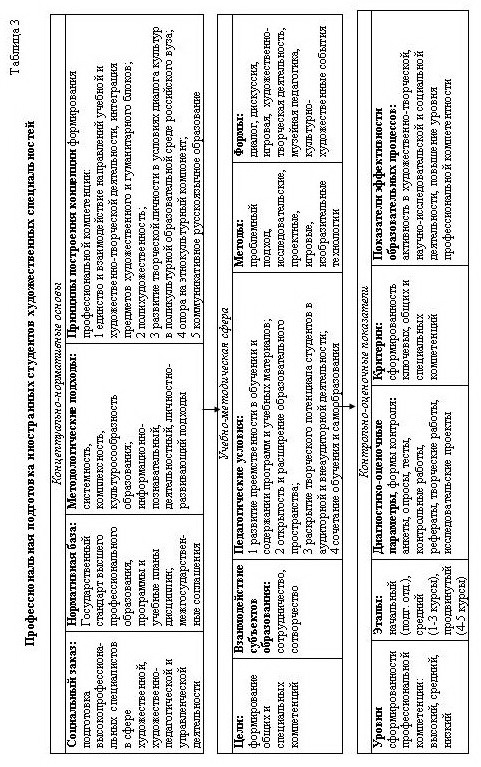 Таблица 3
Профессиональная подготовка иностранных студентов художественных специальностей
Концентрально-нормативные основы
Социальный заказ:
подготовка
высокопрофессиона-
льных специалистов
в сфере
художественной,
художественно-
педагогической и
управленческой
деятельности
Нормативная база:
Государственный
стандарт высшего
профессионального
образования,
программы и
учебные планы
дисциплин,
межгосударствен-
ные соглашения
Методологические подходы:
системность,
комплексность,
культуросообразность
образования,
информационно-
познавательный,
деятельностный, личностно-
развивающий подходы
Принципы построения концепции формирования
профессиональной компетенции:
1 единство и взаимодействие направлений учебной и
художественно-творческой деятельности, интеграция
предметов художественного и гуманитарного блоков;
2 полихудожественность;
3 развитие творческой личности в условиях диалога культур
в поликультурной образовательной среде российского вуза;
4 опора на этнокультурный компонент;
5 коммуникативное русскоязычное образование
Учебно-методическая сфера
Цели:
формирование
общих и
специальных
компетенций
Взаимодействие
субъектов
образования:
сотрудничество,
сотворчество
Педагогические условия:
1 развитие преемственности в обучении и
содержании программ и учебных материалов;
2 открытость и расширение образовательного
пространства;
3 раскрытие творческого потенциала студентов в
аудиторной и внеаудиторной деятельности;
4 сочетание обучения и самообразования
Методы:
проблемный
подход,
исследовательские,
проектные,
игровые,
изобразительные
технологии
Формы:
диалог, дискуссия,
игровая, художественно-
творческая деятельность,
музейная педагогика,
культурно-
художественные события
Контрольно-оценочные показатели
Уровни
сформированности
профессиональной
компетенции:
высокий, средний,
низкий
Этапы:
начальный
(подг. отд.),
средний
(1-3 курсы),
продвинутый
(4-5 курсы)
Диагностико-оценочные
параметры, формы контроля:
анкеты, опросы, тесты,
контрольные работы,
рефераты, творческие работы,
исследовательские проекты
Критерии:
сформированность
ключевых, общих и
специальных
компетенций
Показатели эффективности
образовательных процессов:
активность в художественно-творческой,
научно-исследовательской и социальной
деятельности, повышение уровня
профессиональной компетентности